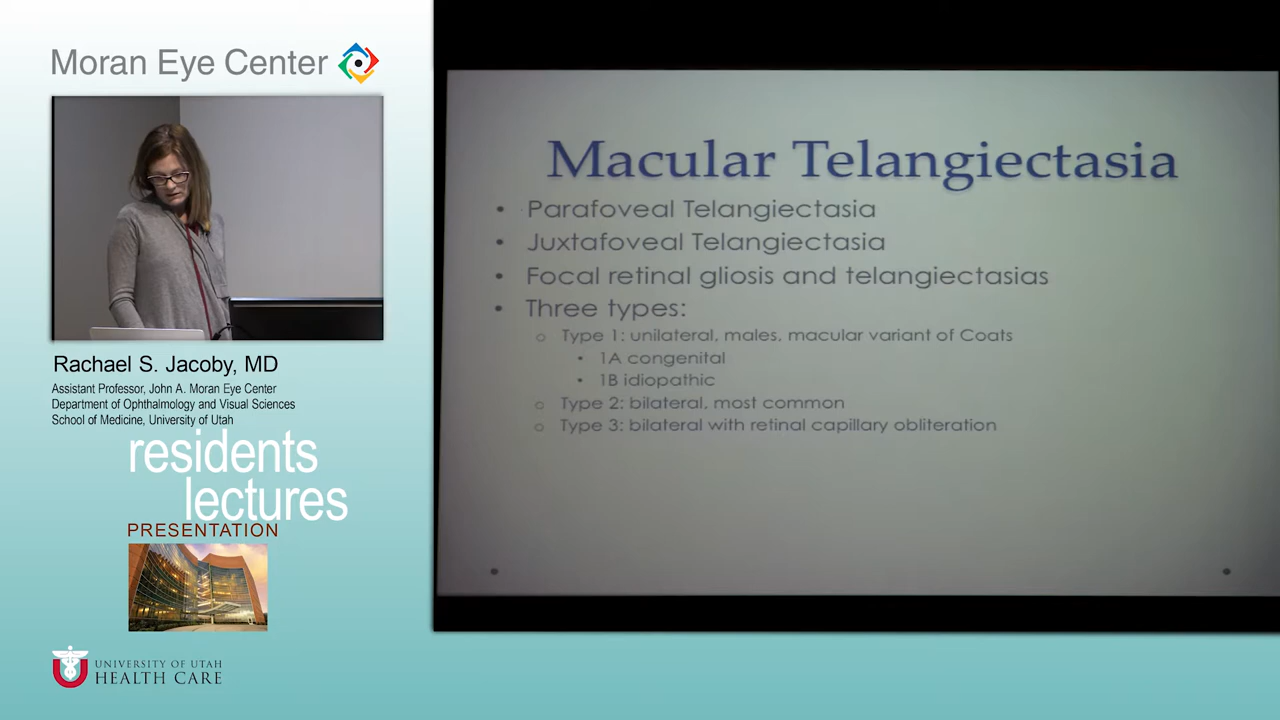 Moran Eye Center
Rachael S. Jacoby, MD
Assistant Professor, John A. Moran Eye Center
Department of Ophthalmology and Visual Sciences
School of Medicine, University of Utah
residents
lectures
PRESENTATION
UNIVERSITY OF UTAH
HEALTH CARE
Macular Telangiectasia
• Parafoveal Telangiectasia
• Juxtafoveal Telangiectasia
• Focal retinal gliosis and telangiectasias
• Three types:
o Type 1: unilateral, males, macular variant of Coats
• 1A congenital
• 1B idiopathic
o Type 2: bilateral, most common
o Type 3: bilateral with retinal capillary obliteration